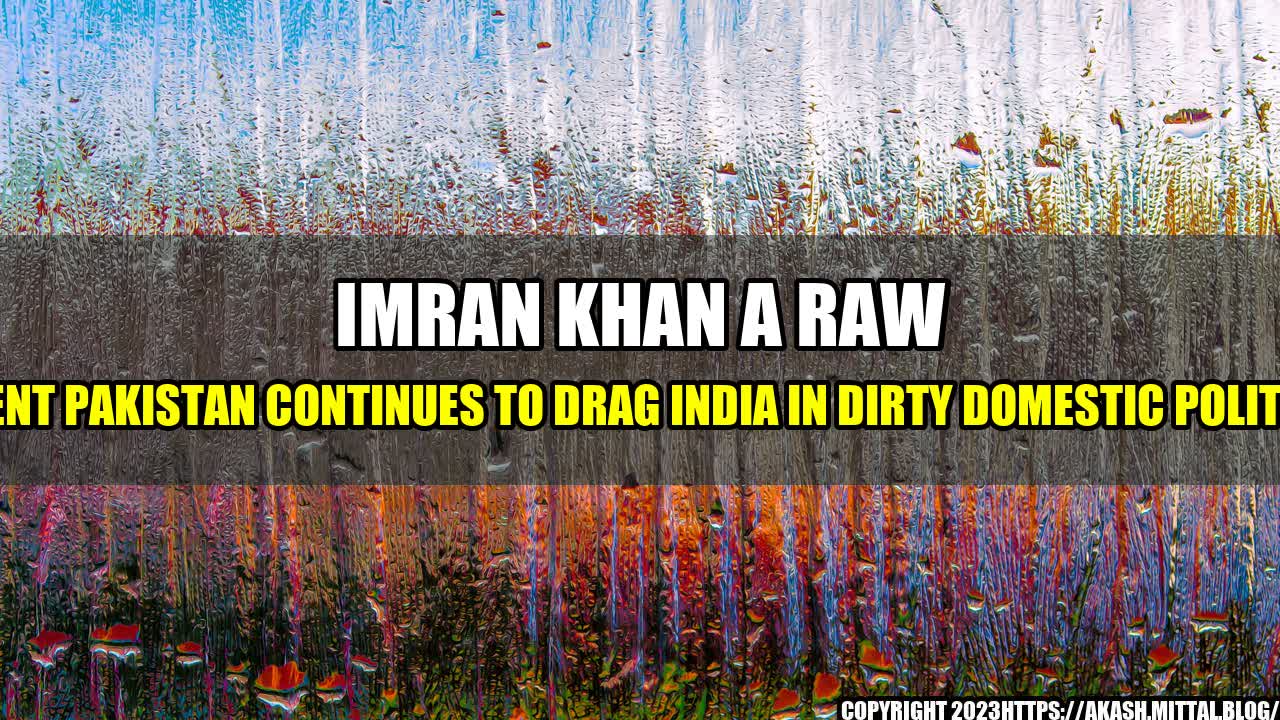 IMRAN KHAN A RAW
ENT PAKISTAN CONTINUES TO DRAG INDIA IN DIRTY DOMESTIC POLIT
COPYRIGHT 2023HTTPS://AKASH.MITTAL.BLOG/